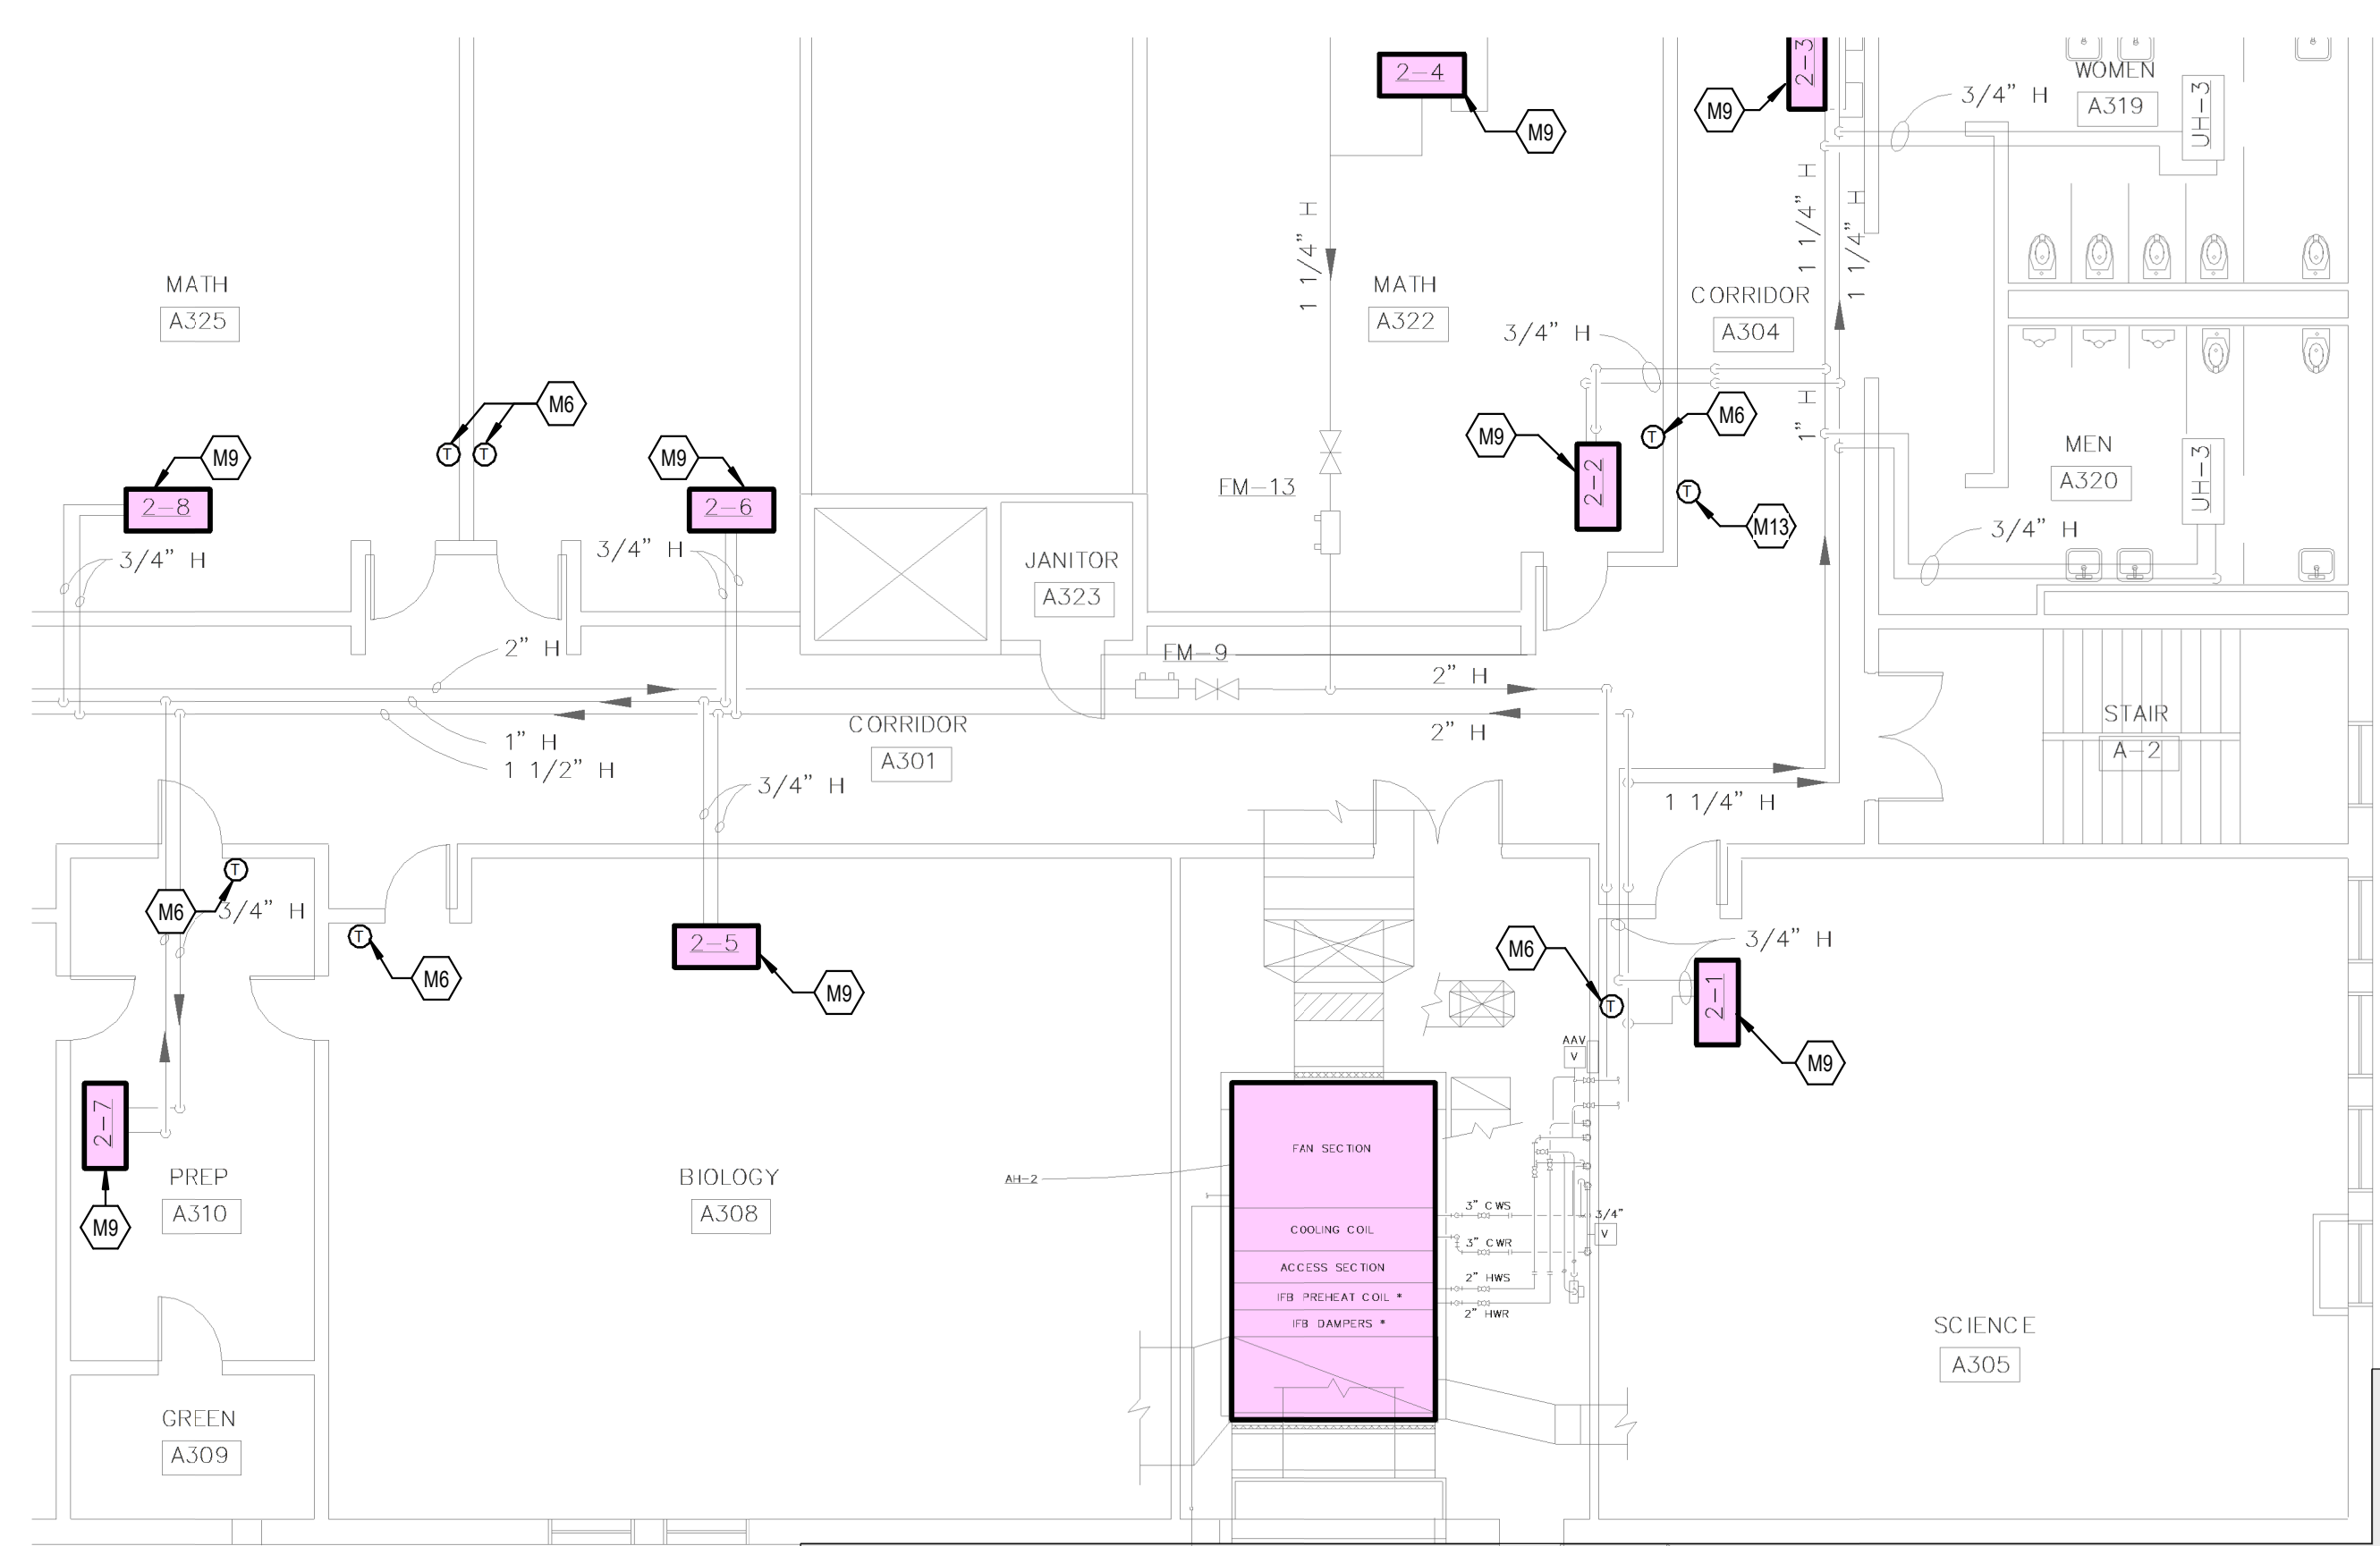 2-4
2-3
M9
M9
3/4" H
WOMEN
A319
UH-3
1 1/4" H
1 1/4" H
1 1/4" H
MATH
A325
MATH
A322
CORRIDOR
A304
3/4" H
M6
M9
M9
M9
M6
1" H
T
T
T
T
2-8
2-6
2-2
FM-13
M13
MEN
A320
UH-3
3/4" H
3/4" H
3/4" H
JANITOR
A323
2" H
FM-9
2" H
2" H
1" H
1 1/2" H
CORRIDOR
A301
3/4" H
1 1/4" H
STAIR
A-2
T
M6
3/4" H
T
M6
2-5
M9
M6
T
3/4" H
2-1
M9
AAV
V
2-7
M9
PREP
A310
BIOLOGY
A308
AH-2
FAN SECTION
COOLING COIL
ACCESS SECTION
IFB PREHEAT COIL *
IFB DAMPERS *
3" CWS
3" CWR
2" HWS
2" HWR
3/4"
V
SCIENCE
A305
GREEN
A309